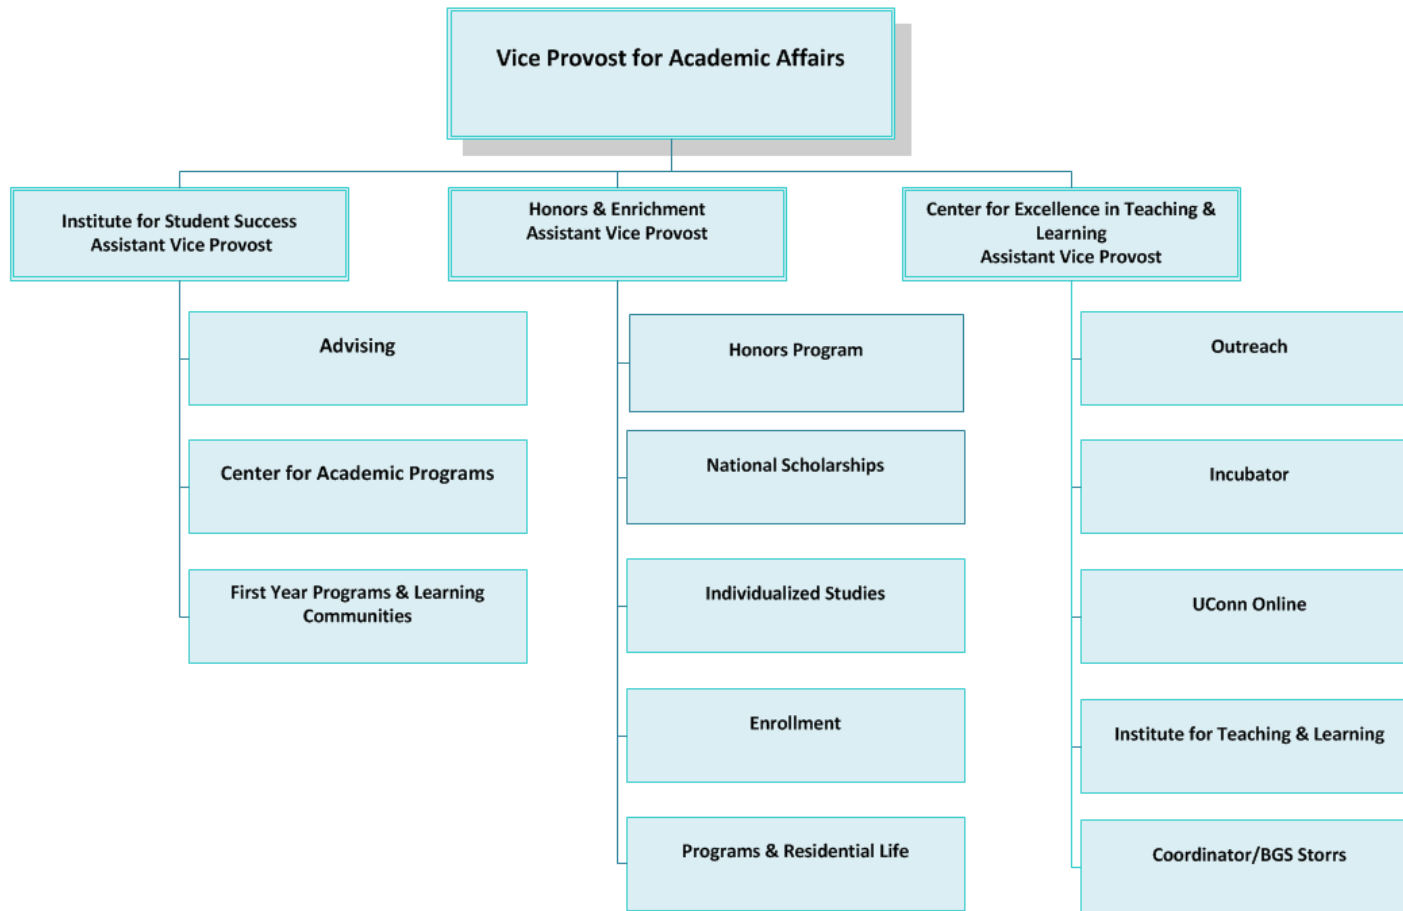 Vice Provost for Academic Affairs
Institute for Student Success
Assistant Vice Provost
Honors & Enrichment
Assistant Vice Provost
Center for Excellence in Teaching &
Learning
Assistant Vice Provost
Advising
Center for Academic Programs
First Year Programs & Learning
Communities
Honors Program
National Scholarships
Individualized Studies
Enrollment
Programs & Residential Life
Outreach
Incubator
UConn Online
Institute for Teaching & Learning
Coordinator/BGS Storrs